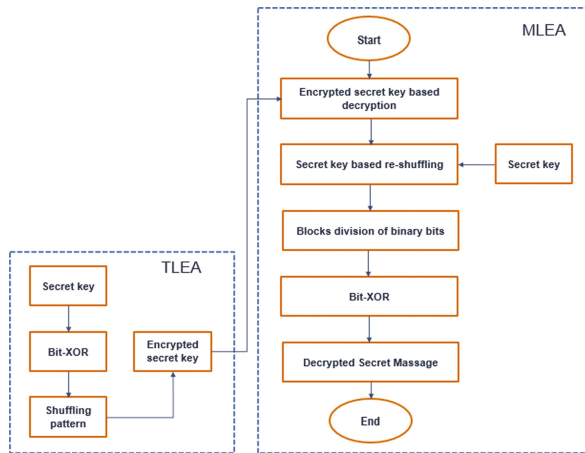 MLEA
Start
Encrypted secret key based
decryption
Secret key based re-shuffling
Secret key
Blocks division of binary bits
Bit-XOR
Decrypted Secret Massage
End
TLEA
Secret key
Bit-XOR
Shuffling
pattern
Encrypted
secret key